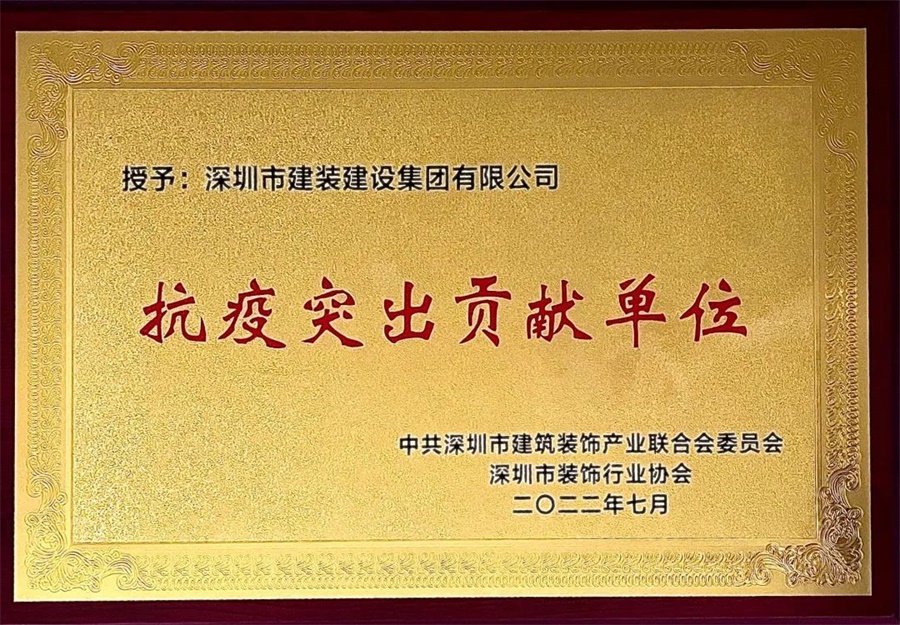 授予：深圳市建装建设集团有限公司
抗疫突出贡献单位
中共深圳市建筑装饰产业联合会委员会
深圳市装饰行业协会
二〇二二年七月